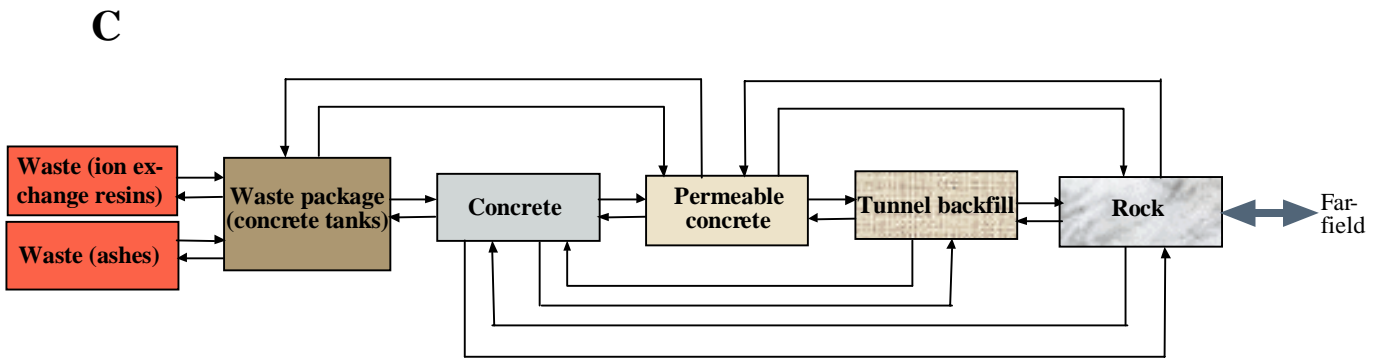 C
Waste (ion ex-
change resins)
Waste (ashes)
Waste package
(concrete tanks)
Concrete
Permeable
concrete
Tunnel backfill
Rock
Far-
field